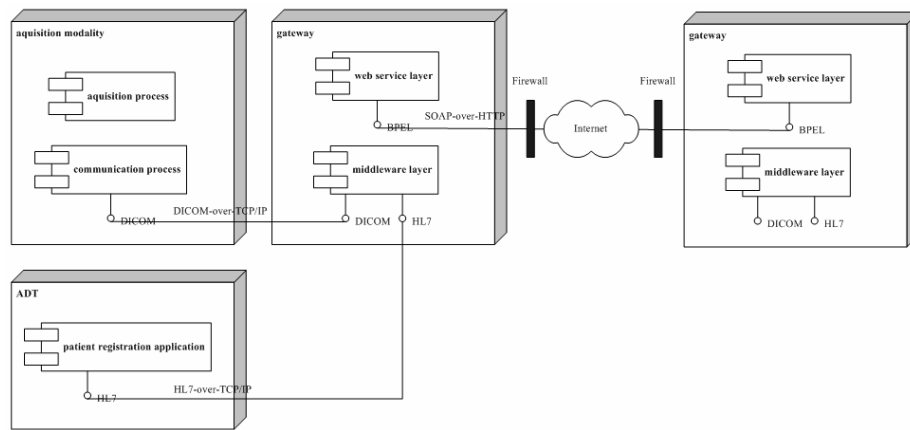 aquisition modality
aquisition process
communication process
DICOM
DICOM-over-TCP/IP
gateway
web service layer
BPEL
SOAP-over-HTTP
middleware layer
DICOM
HL7
Firewall
Internet
Firewall
gateway
web service layer
BPEL
middleware layer
DICOM
HL7
ADT
patient registration application
HL7
HL7-over-TCP/IP